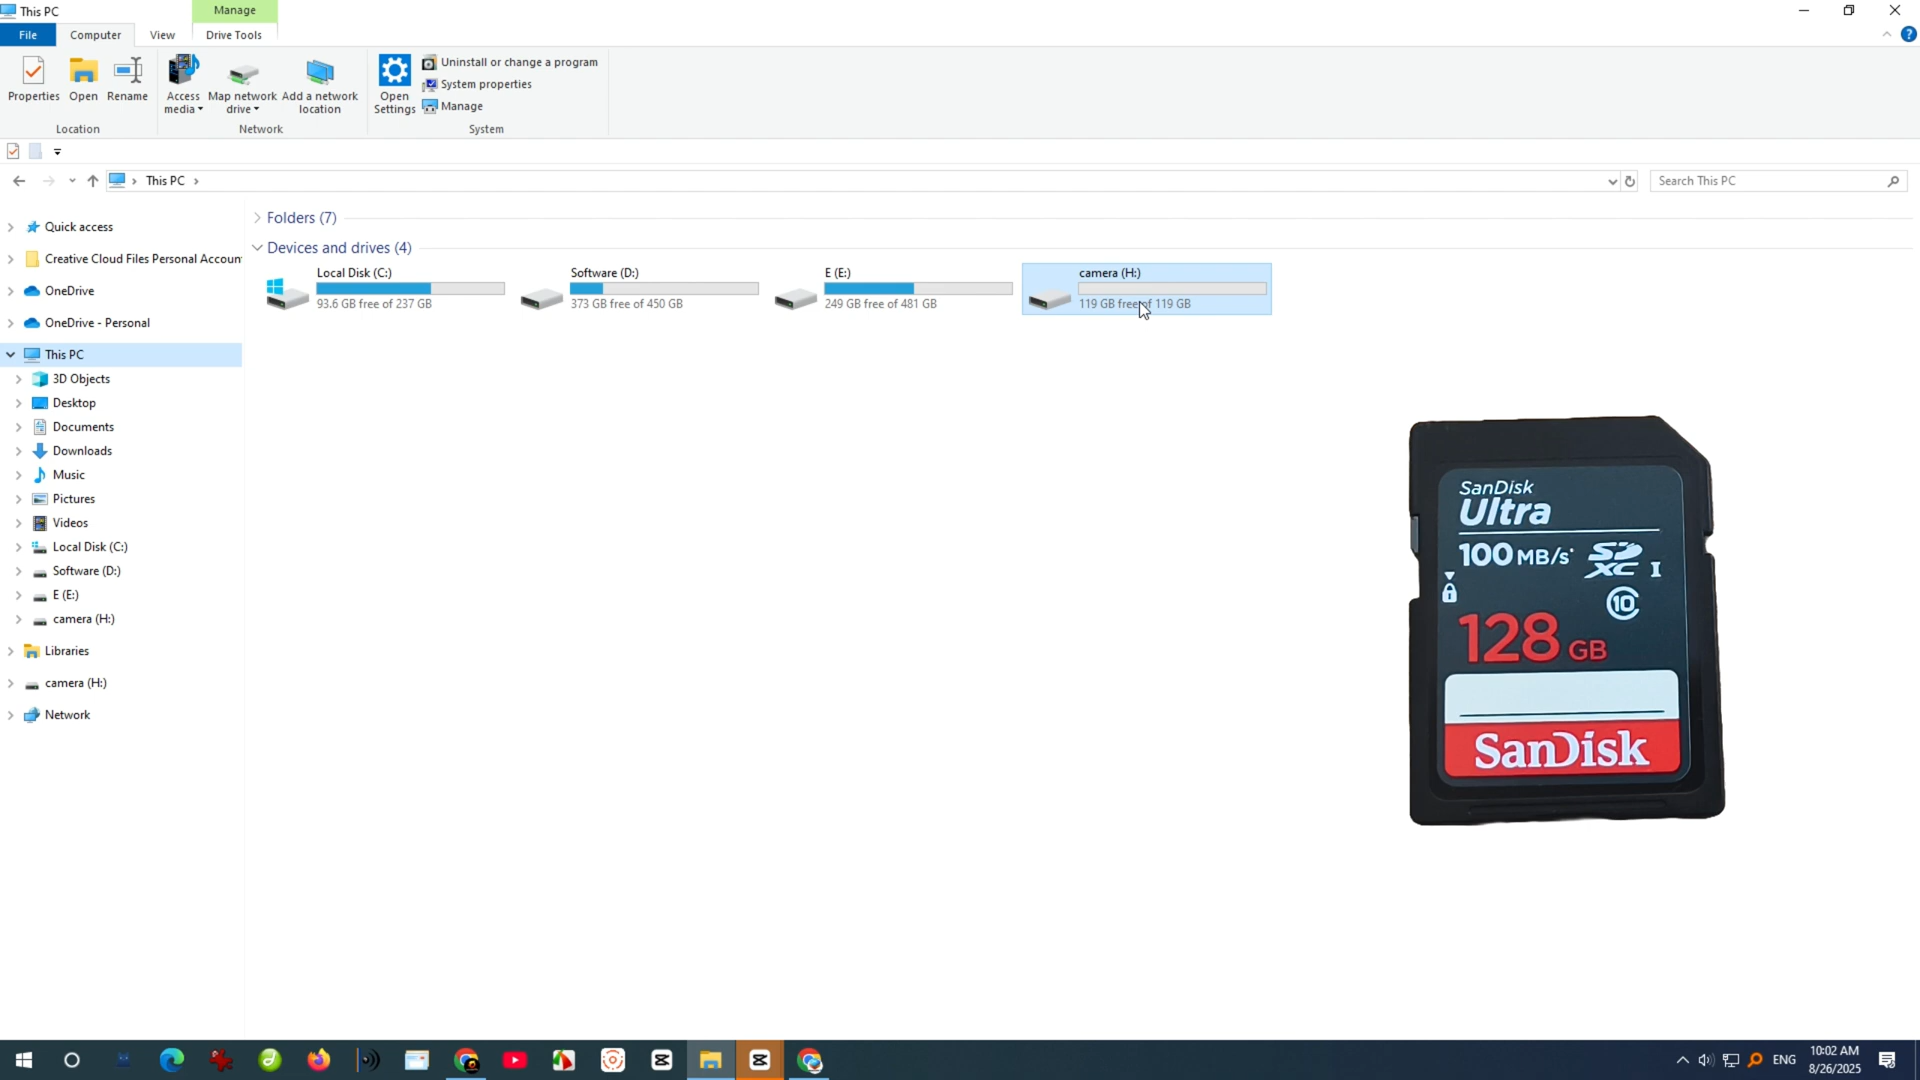 This PC
Manage
File
Computer
View
Drive Tools
Properties
Open
Rename
Access media
Map network drive
Add a network location
Open Settings
Uninstall or change a program
System properties
Manage
Location
Network
System
This PC
Search This PC
Quick access
Creative Cloud Files Personal Accoun
OneDrive
OneDrive - Personal
This PC
3D Objects
Desktop
Documents
Downloads
Music
Pictures
Videos
Local Disk (C:)
Software (D:)
E (E:)
camera (H:)
Libraries
camera (H:)
Network
Folders (7)
Devices and drives (4)
Local Disk (C:)
93.6 GB free of 237 GB
Software (D:)
373 GB free of 450 GB
E (E:)
249 GB free of 481 GB
camera (H:)
119 GB free of 119 GB
SanDisk
Ultra
100 MB/s*
SD XC I
10
128 GB
SanDisk
ENG
10:02 AM
8/26/2025